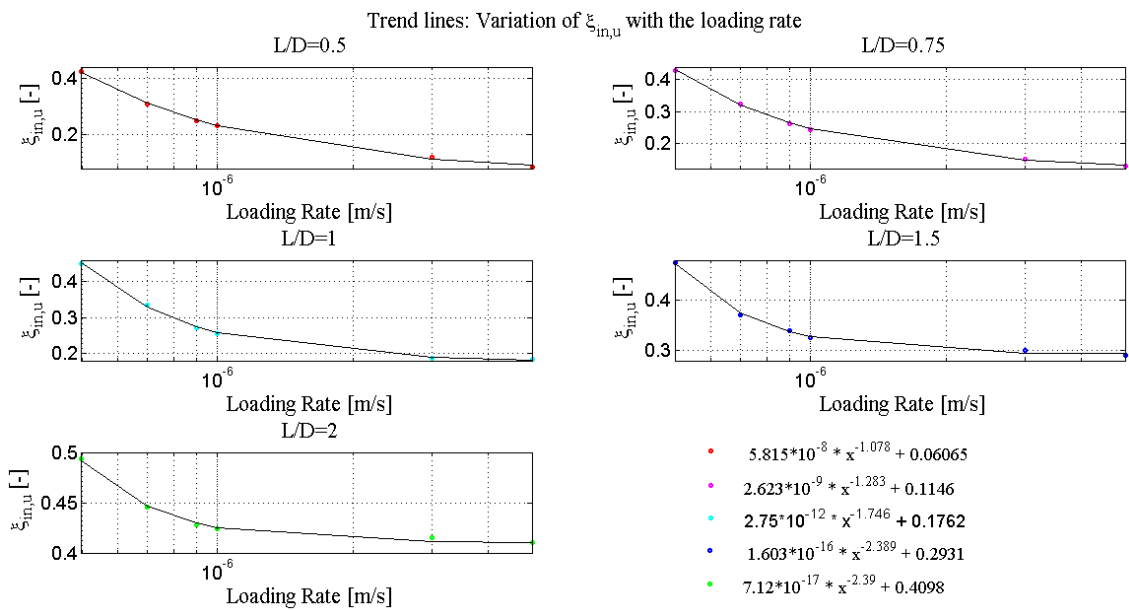 Trend lines: Variation of ξin,u with the loading rate
L/D=0.5
0.4
0.2
ξin,u [-]
10^-6
Loading Rate [m/s]
L/D=0.75
0.4
0.3
0.2
ξin,u [-]
10^-6
Loading Rate [m/s]
L/D=1
0.4
0.3
0.2
ξin,u [-]
10^-6
Loading Rate [m/s]
L/D=1.5
0.4
0.3
ξin,u [-]
10^-6
Loading Rate [m/s]
L/D=2
0.5
0.45
0.4
ξin,u [-]
10^-6
Loading Rate [m/s]
5.815*10^-8 * x^-1.078 + 0.06065
2.623*10^-9 * x^-1.283 + 0.1146
2.75*10^-12 * x^-1.746 + 0.1762
1.603*10^-16 * x^-2.389 + 0.2931
7.12*10^-17 * x^-2.39 + 0.4098